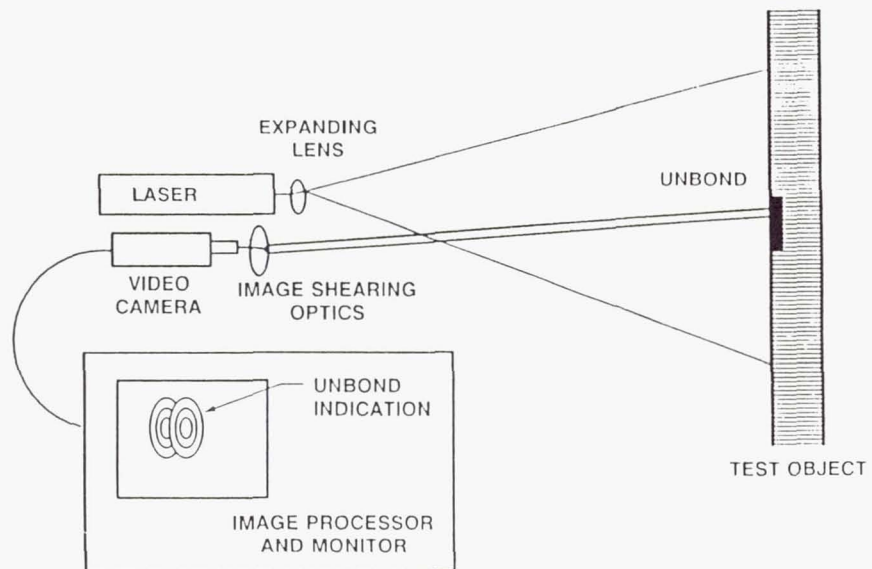 EXPANDING
LENS
LASER
UNBOND
VIDEO
CAMERA
IMAGE SHEARING
OPTICS
UNBOND
INDICATION
TEST OBJECT
IMAGE PROCESSOR
AND MONITOR